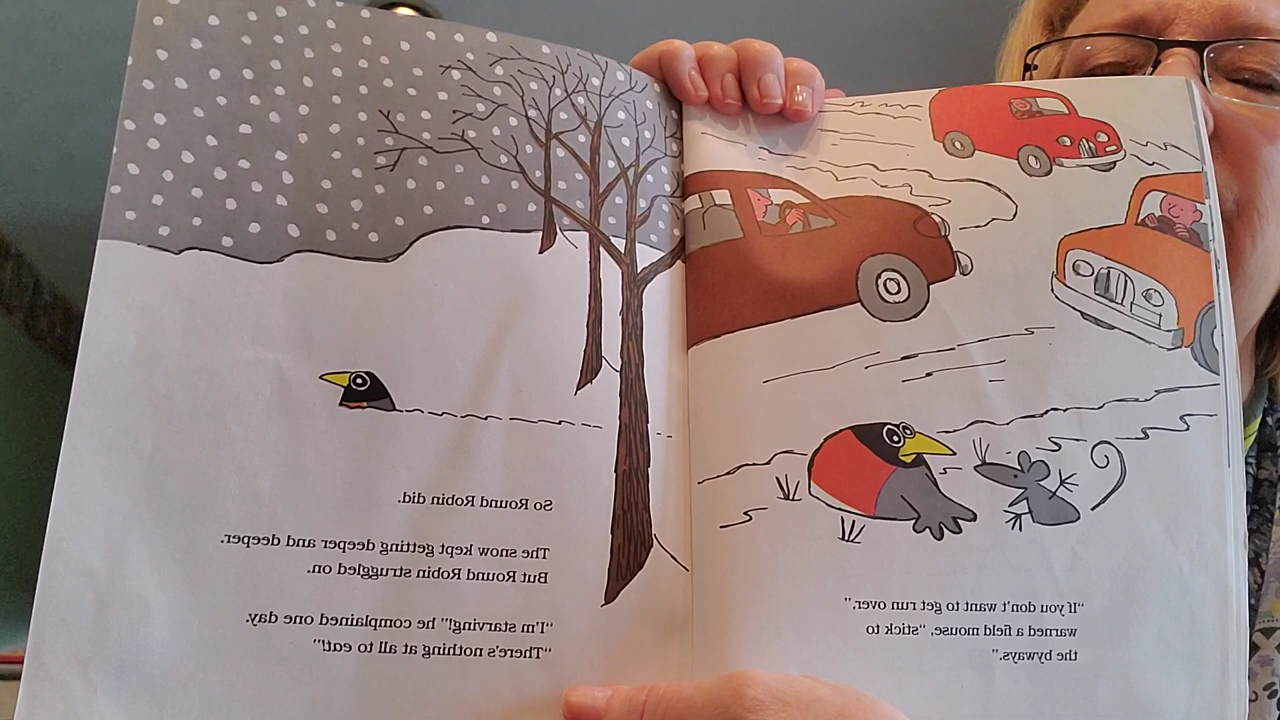 "If you don't want to get run over,"
warned a field mouse, "stick to
the byways."
So Round Robin did.
The snow kept getting deeper and deeper.
But Round Robin struggled on.
"I'm starving!" he complained one day.
"There's nothing at all to eat!"